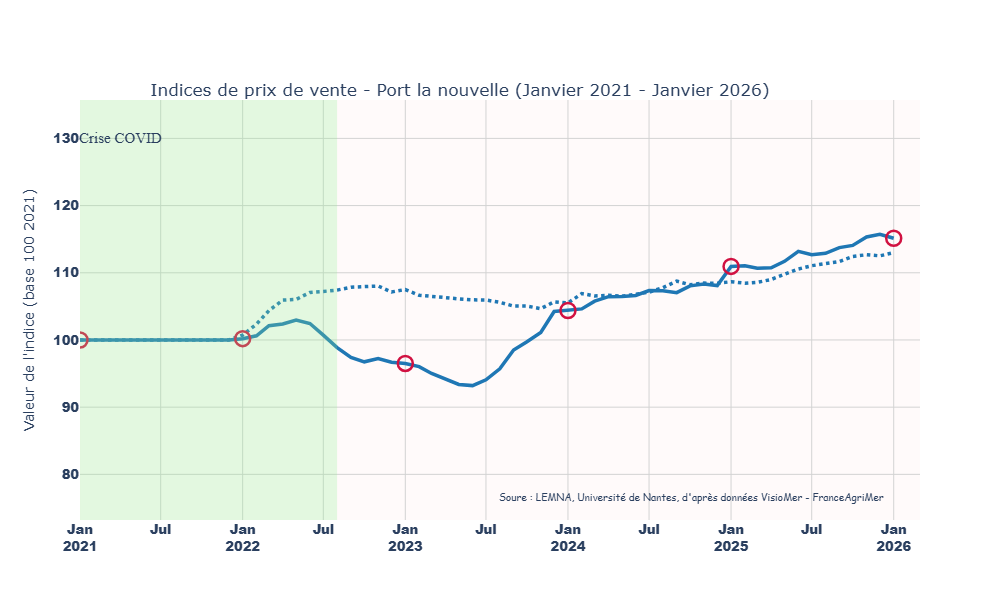 Indices de prix de vente - Port la nouvelle (Janvier 2021 - Janvier 2026)
Valeur de l'indice (base 100 2021)
130
Crise COVID
120
110
100
90
80
Soure : LEMNA, Université de Nantes, d'après données VisioMer - FranceAgriMer
Jan Jul Jan Jul Jan Jul Jan Jul Jan Jul Jan
2021 2022 2023 2024 2025 2026